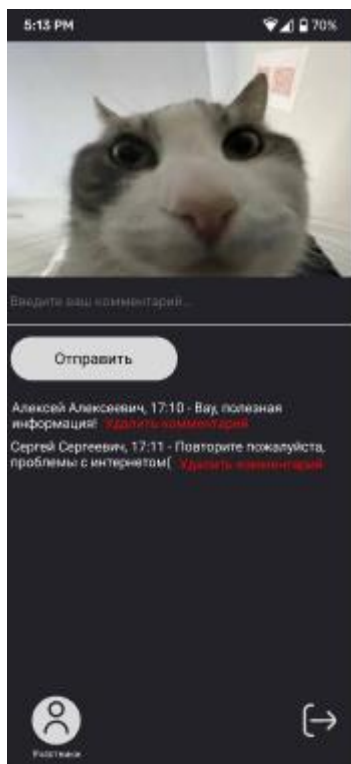 5:13 PM
70%
Введите ваш комментарий...
Отправить
Алексей Алексеевич, 17:10 - Вау, полезная
информация! Удалить комментарий
Сергей Сергеевич, 17:11 - Повторите пожалуйста,
проблемы с интернетом( Удалить комментарий